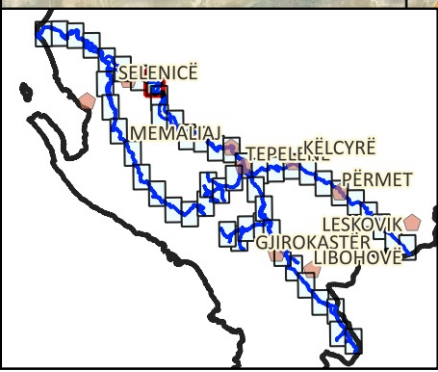 SELENICË
MEMALIAJ
TEPELENË
KËLCYRË
PËRMET
LESKOVIK
GJIROKASTËR
LIBOHOVË